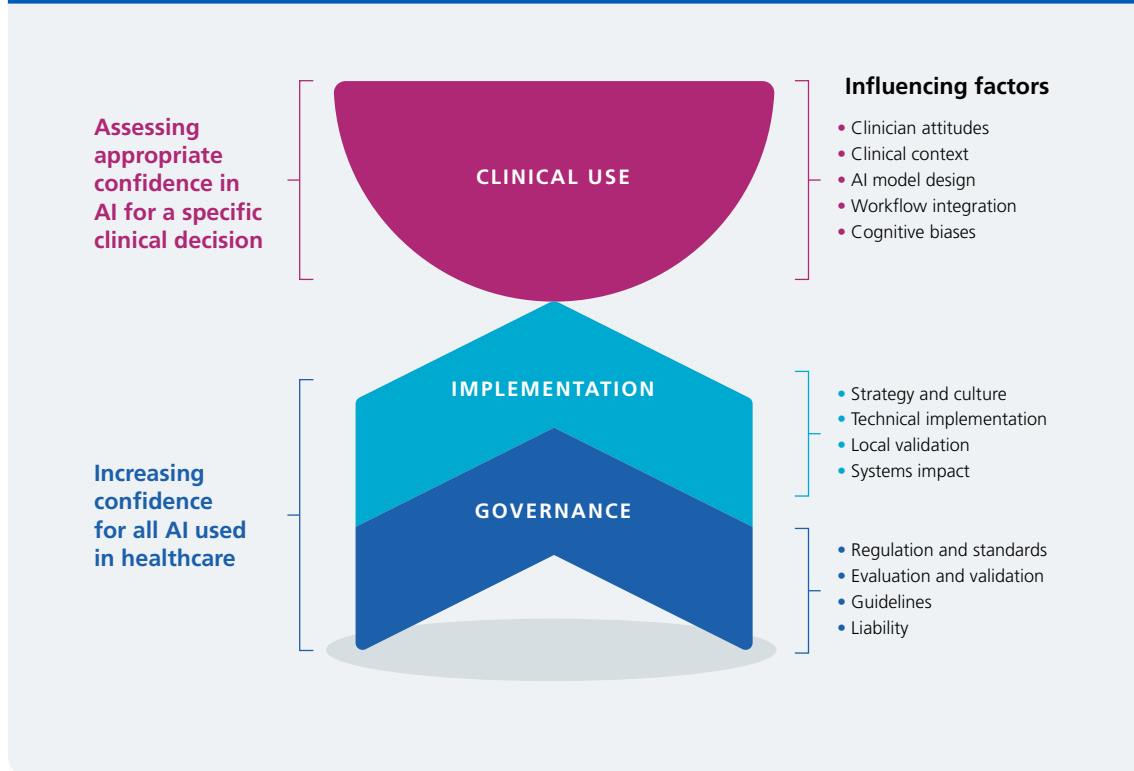 Assessing
appropriate
confidence in
AI for a specific
clinical decision
CLINICAL USE
Influencing factors
• Clinician attitudes
• Clinical context
• AI model design
• Workflow integration
• Cognitive biases
Increasing
confidence
for all AI used
in healthcare
IMPLEMENTATION
• Strategy and culture
• Technical implementation
• Local validation
• Systems impact
GOVERNANCE
• Regulation and standards
• Evaluation and validation
• Guidelines
• Liability